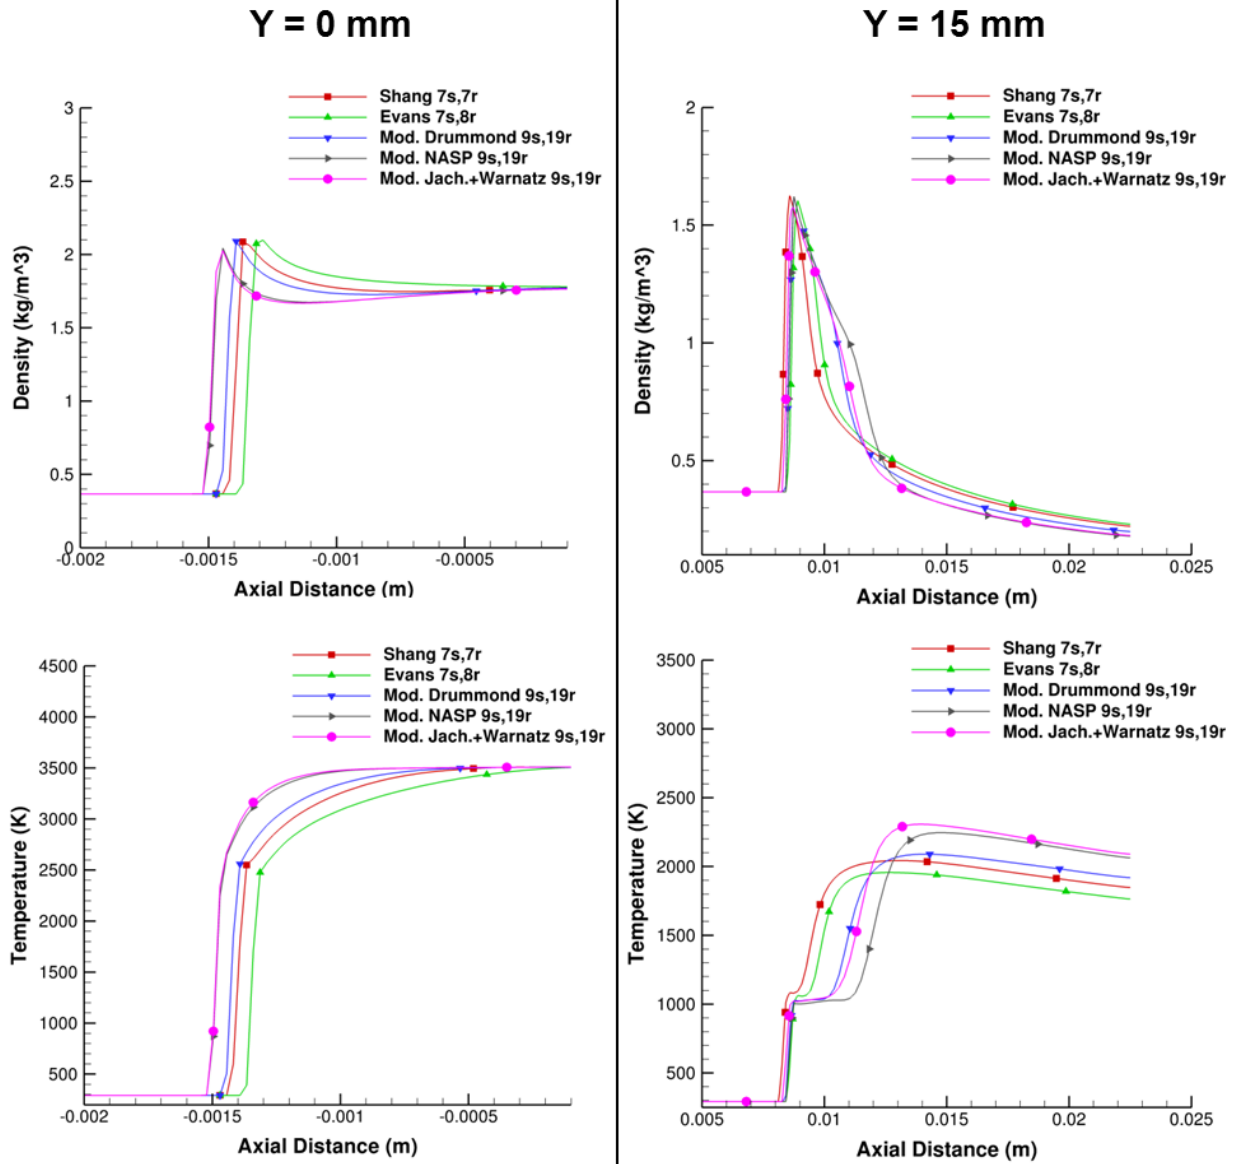 Y = 0 mm
Y = 15 mm
Shang 7s,7r
Evans 7s,8r
Mod. Drummond 9s,19r
Mod. NASP 9s,19r
Mod. Jach.+Warnatz 9s,19r
3
2.5
2
1.5
1
0.5
0
Density (kg/m^3)
-0.002
-0.0015
-0.001
-0.0005
Axial Distance (m)
Shang 7s,7r
Evans 7s,8r
Mod. Drummond 9s,19r
Mod. NASP 9s,19r
Mod. Jach.+Warnatz 9s,19r
2
1.5
1
0.5
Density (kg/m^3)
0.005
0.01
0.015
0.02
0.025
Axial Distance (m)
Shang 7s,7r
Evans 7s,8r
Mod. Drummond 9s,19r
Mod. NASP 9s,19r
Mod. Jach.+Warnatz 9s,19r
4500
4000
3500
3000
2500
2000
1500
1000
500
Temperature (K)
-0.002
-0.0015
-0.001
-0.0005
Axial Distance (m)
Shang 7s,7r
Evans 7s,8r
Mod. Drummond 9s,19r
Mod. NASP 9s,19r
Mod. Jach.+Warnatz 9s,19r
3500
3000
2500
2000
1500
1000
500
Temperature (K)
0.005
0.01
0.015
0.02
0.025
Axial Distance (m)